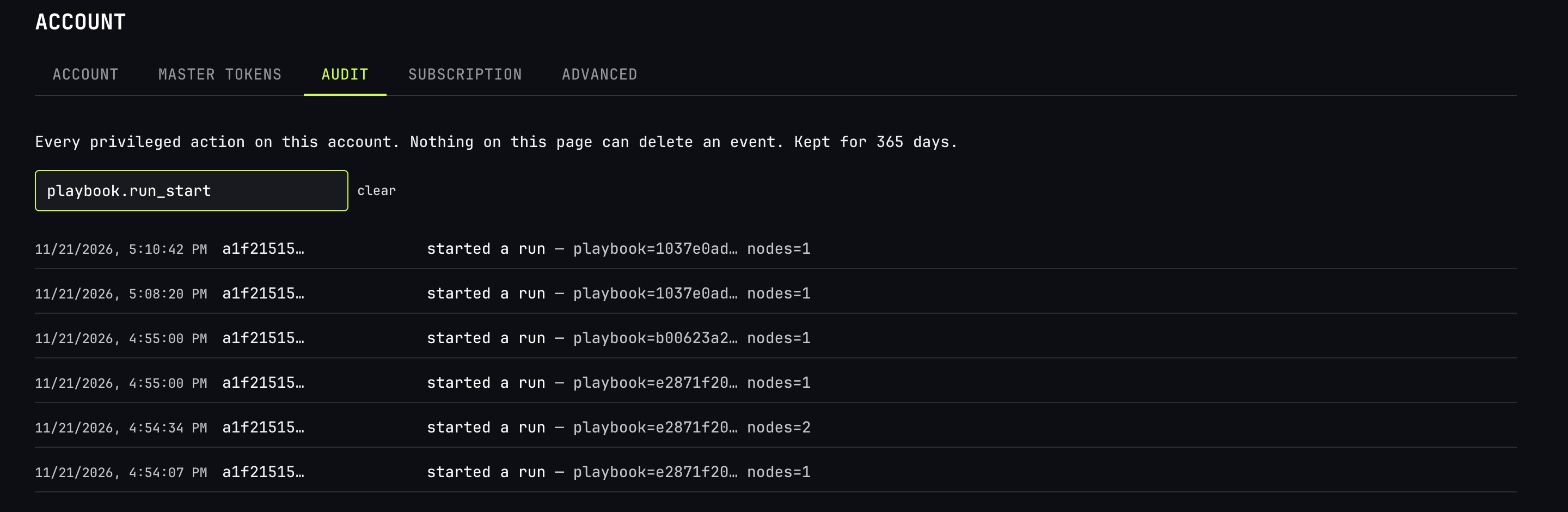 ACCOUNT
ACCOUNT MASTER TOKENS AUDIT SUBSCRIPTION ADVANCED
Every privileged action on this account. Nothing on this page can delete an event. Kept for 365 days.
playbook.run_start clear
11/21/2026, 5:10:42 PM a1f21515… started a run — playbook=1037e0ad… nodes=1
11/21/2026, 5:08:20 PM a1f21515… started a run — playbook=1037e0ad… nodes=1
11/21/2026, 4:55:00 PM a1f21515… started a run — playbook=b00623a2… nodes=1
11/21/2026, 4:55:00 PM a1f21515… started a run — playbook=e2871f20… nodes=1
11/21/2026, 4:54:34 PM a1f21515… started a run — playbook=e2871f20… nodes=2
11/21/2026, 4:54:07 PM a1f21515… started a run — playbook=e2871f20… nodes=1